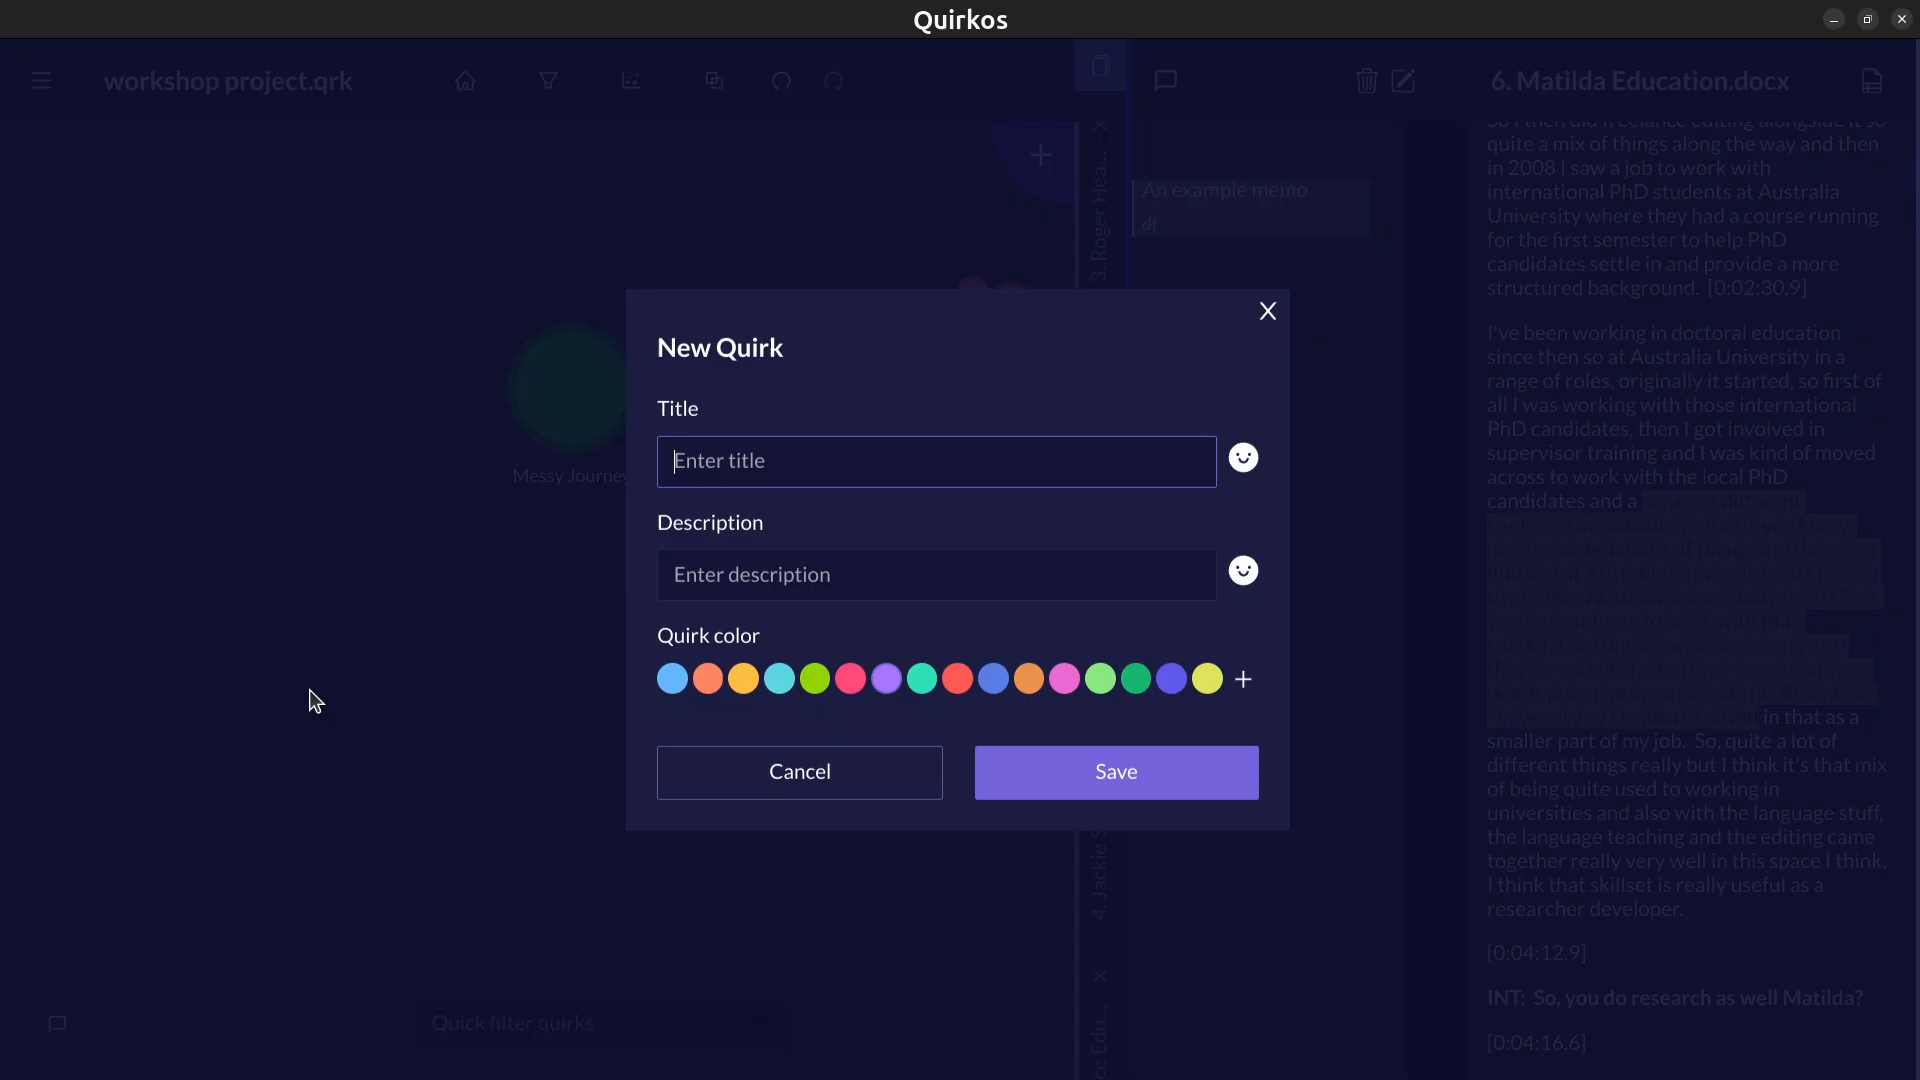 Quirkos
workshop project.qrk
6. Matilda Education.docx
quite a mix of things along the way and then
in 2008 I saw a job to work with
international PhD students at Australia
University where they had a course running
for the first semester to help PhD
candidates settle in and provide a more
structured background. [0:02:30.9]
I've been working in doctoral education
since then so at Australia University in a
range of roles, originally it started, so first of
all I was working with those international
PhD candidates, then I got involved in
supervisor training and I was kind of moved
across to work with the local PhD
candidates and a
in that as a
smaller part of my job. So, quite a lot of
different things really but I think it's that mix
of being quite used to working in
universities and also with the language stuff,
the language teaching and the editing came
together really very well in this space I think,
I think that skillset is really useful as a
researcher developer.
[0:04:12.9]
INT: So, you do research as well Matilda?
[0:04:16.6]
An example memo
dt
3. Roger Hea...
4. Jackie S
ce Edu...
Messy Journey
New Quirk
Title
Enter title
Description
Enter description
Quirk color
Cancel
Save
Quick filter quirks